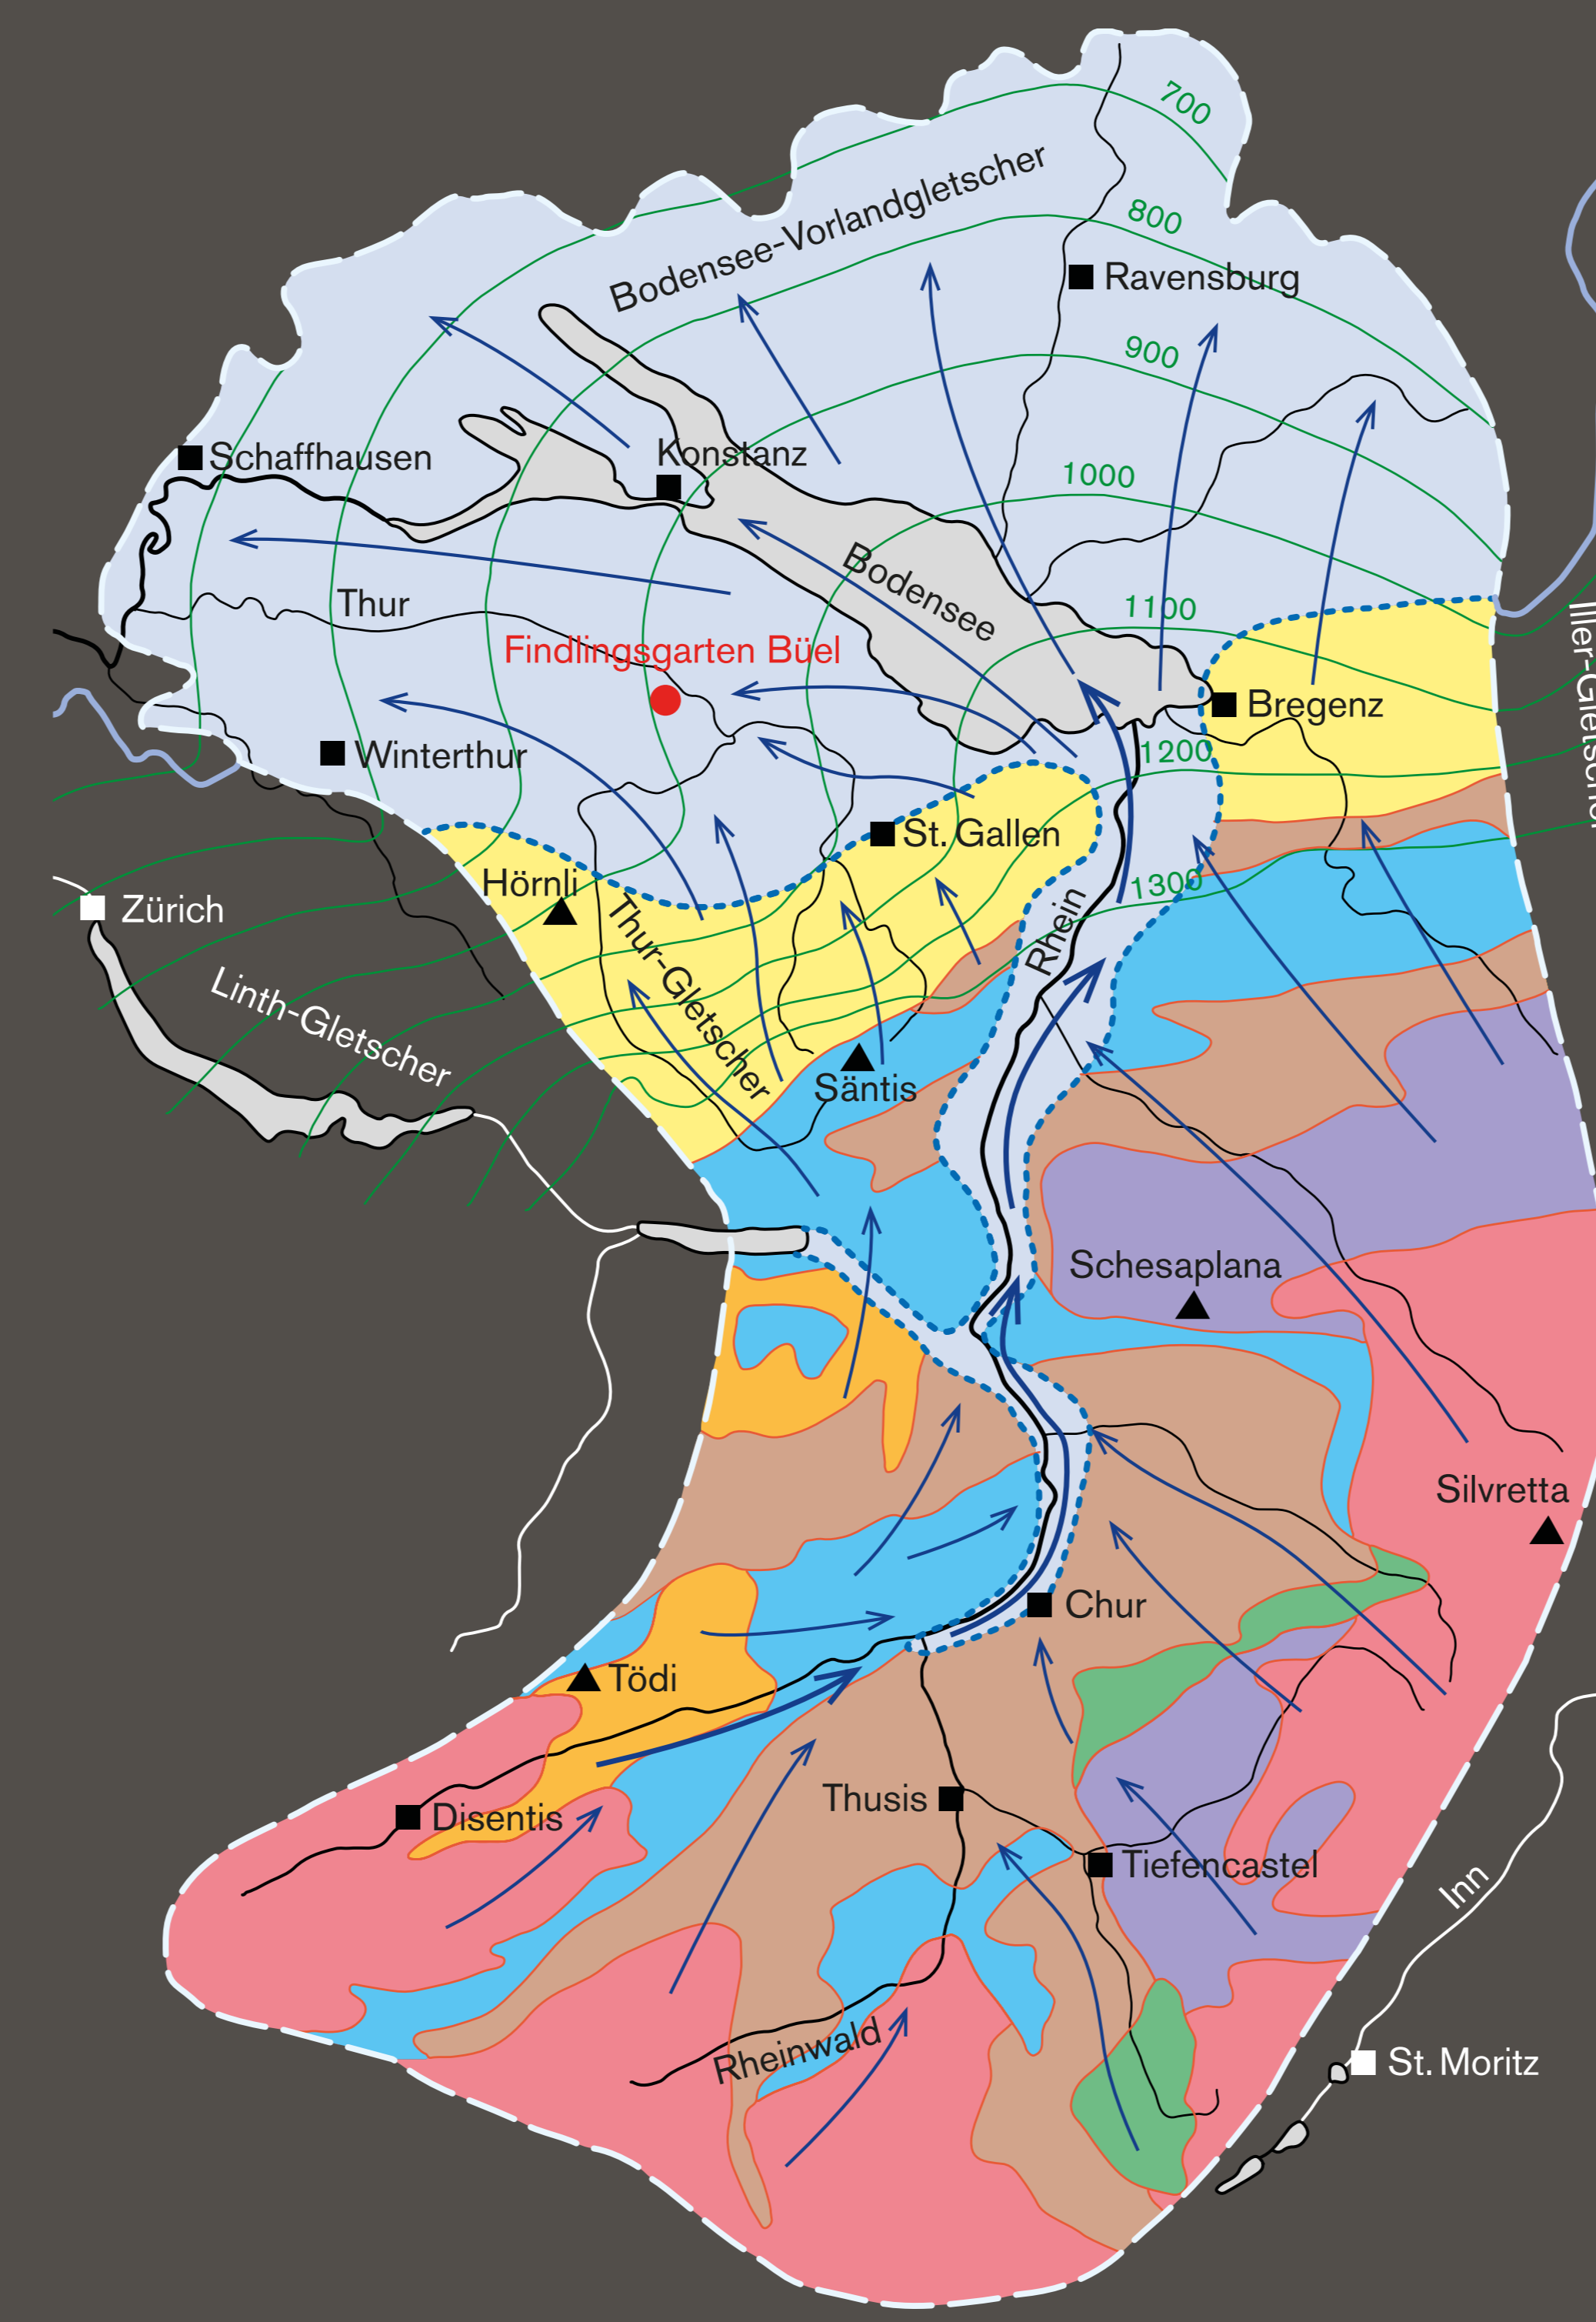 700
Bodensee-Vorlandgletscher
800
Ravensburg
900
Schaffhausen
Konstanz
1000
Bodensee
Thur
1100
Iller-Gletscher
Findlingsgarten Büel
Bregenz
Winterthur
1200
St. Gallen
Hörnli
1300
Zürich
Thur-Gletscher
Rhein
Linth-Gletscher
Säntis
Schesaplana
Silvretta
Chur
Tödi
Thusis
Disentis
Tiefencastel
Inn
Rheinwald
St. Moritz